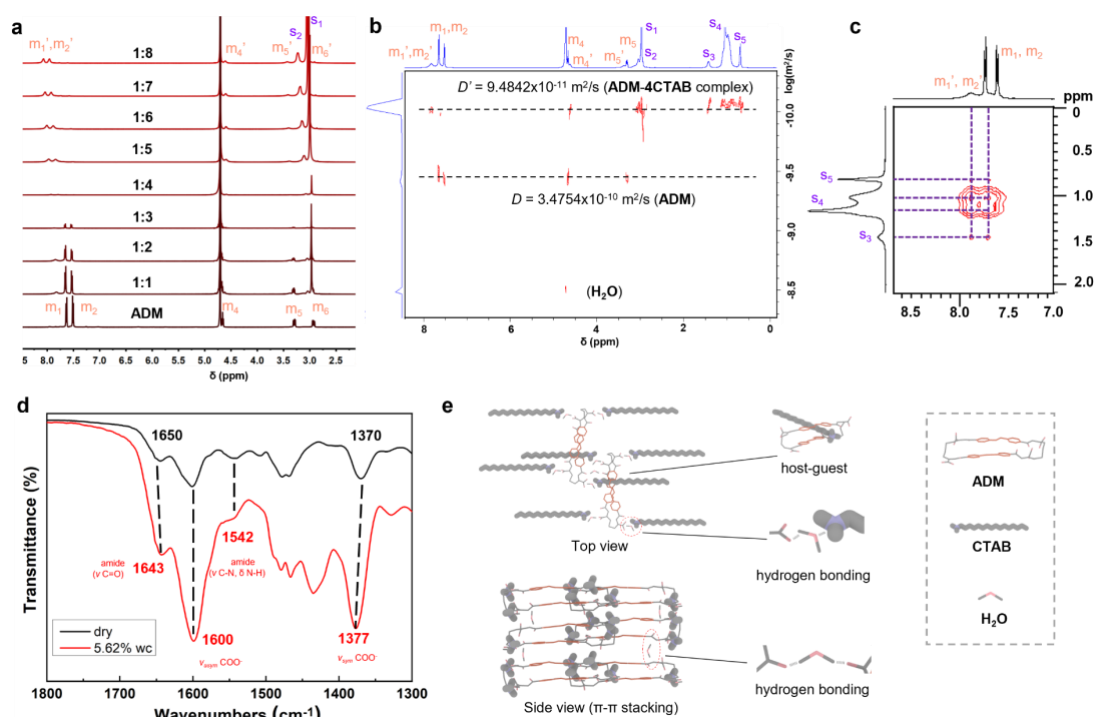 a
m₁',m₂'
m₄'
m₅'
S₂
S₁
m₆'
1:8
1:7
1:6
1:5
1:4
1:3
1:2
1:1
m₁
m₂
ADM
m₄
m₅
m₆
8.5 8.0 7.5 7.0 6.5 6.0 5.5 5.0 4.5 4.0 3.5 3.0 2.5
δ (ppm)
b
m₁',m₂'
m₁,m₂
m₄
m₄'
m₅
m₅'
S₁
S₂
S₃
S₄
S₅
D' = 9.4842x10⁻¹¹ m²/s (ADM-4CTAB complex)
D = 3.4754x10⁻¹⁰ m²/s (ADM)
(H₂O)
log(m²/s)
-10.0
-9.5
-9.0
-8.5
8 6 4 2 0
δ (ppm)
c
m₁', m₂'
m₁, m₂
ppm
S₅
S₄
S₃
0
0.5
1.0
1.5
2.0
8.5 8.0 7.5 7.0
d
Transmittance (%)
1650
1370
1643
amide
(ν C=O)
1600
νasym COO⁻
1542
amide
(ν C-N, δ N-H)
1377
νsym COO⁻
dry
5.62% wc
1800 1700 1600 1500 1400 1300
Wavenumbers (cm⁻¹)
e
Top view
host-guest
hydrogen bonding
Side view (π-π stacking)
hydrogen bonding
ADM
CTAB
H₂O